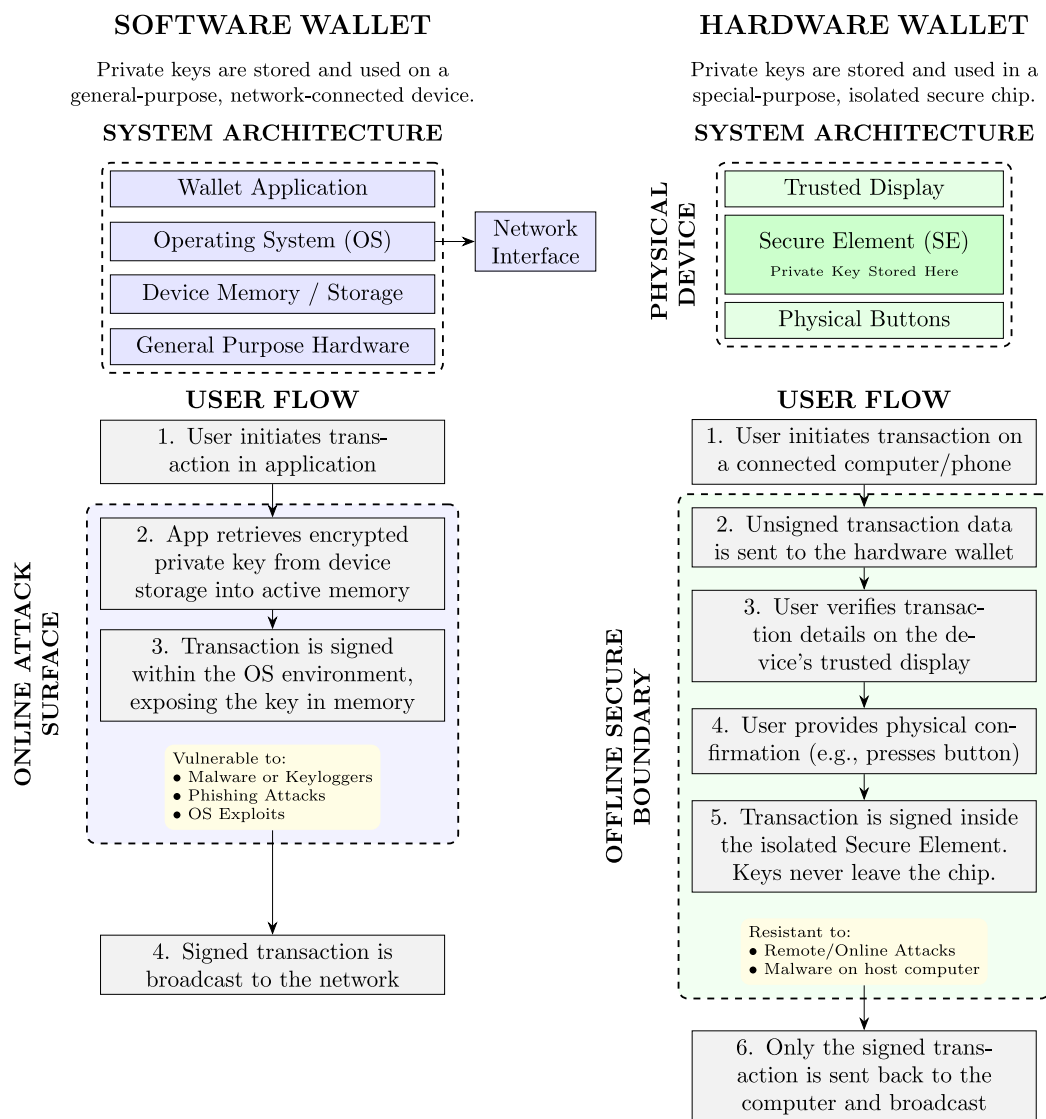 SOFTWARE WALLET
Private keys are stored and used on a
general-purpose, network-connected device.
SYSTEM ARCHITECTURE
Wallet Application
Operating System (OS)
Device Memory / Storage
General Purpose Hardware
Network
Interface
USER FLOW
1. User initiates trans-
action in application
ONLINE ATTACK
SURFACE
2. App retrieves encrypted
private key from device
storage into active memory
3. Transaction is signed
within the OS environment,
exposing the key in memory
Vulnerable to:
• Malware or Keyloggers
• Phishing Attacks
• OS Exploits
4. Signed transaction is
broadcast to the network
HARDWARE WALLET
Private keys are stored and used in a
special-purpose, isolated secure chip.
SYSTEM ARCHITECTURE
PHYSICAL
DEVICE
Trusted Display
Secure Element (SE)
Private Key Stored Here
Physical Buttons
USER FLOW
1. User initiates transaction on
a connected computer/phone
OFFLINE SECURE
BOUNDARY
2. Unsigned transaction data
is sent to the hardware wallet
3. User verifies transac-
tion details on the de-
vice's trusted display
4. User provides physical con-
firmation (e.g., presses button)
5. Transaction is signed inside
the isolated Secure Element.
Keys never leave the chip.
Resistant to:
• Remote/Online Attacks
• Malware on host computer
6. Only the signed trans-
action is sent back to the
computer and broadcast